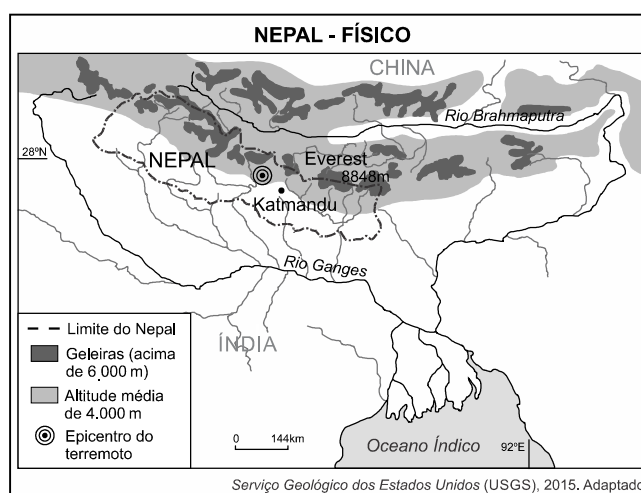 NEPAL - FÍSICO
CHINA
Rio Brahmaputra
28ºN
NEPAL
Everest
8848m
Katmandu
Rio Ganges
ÍNDIA
Limite do Nepal
Geleiras (acima
de 6.000 m)
Altitude média
de 4.000 m
Epicentro do
terremoto
0 144km
Oceano Índico
92ºE
Serviço Geológico dos Estados Unidos (USGS), 2015. Adaptado